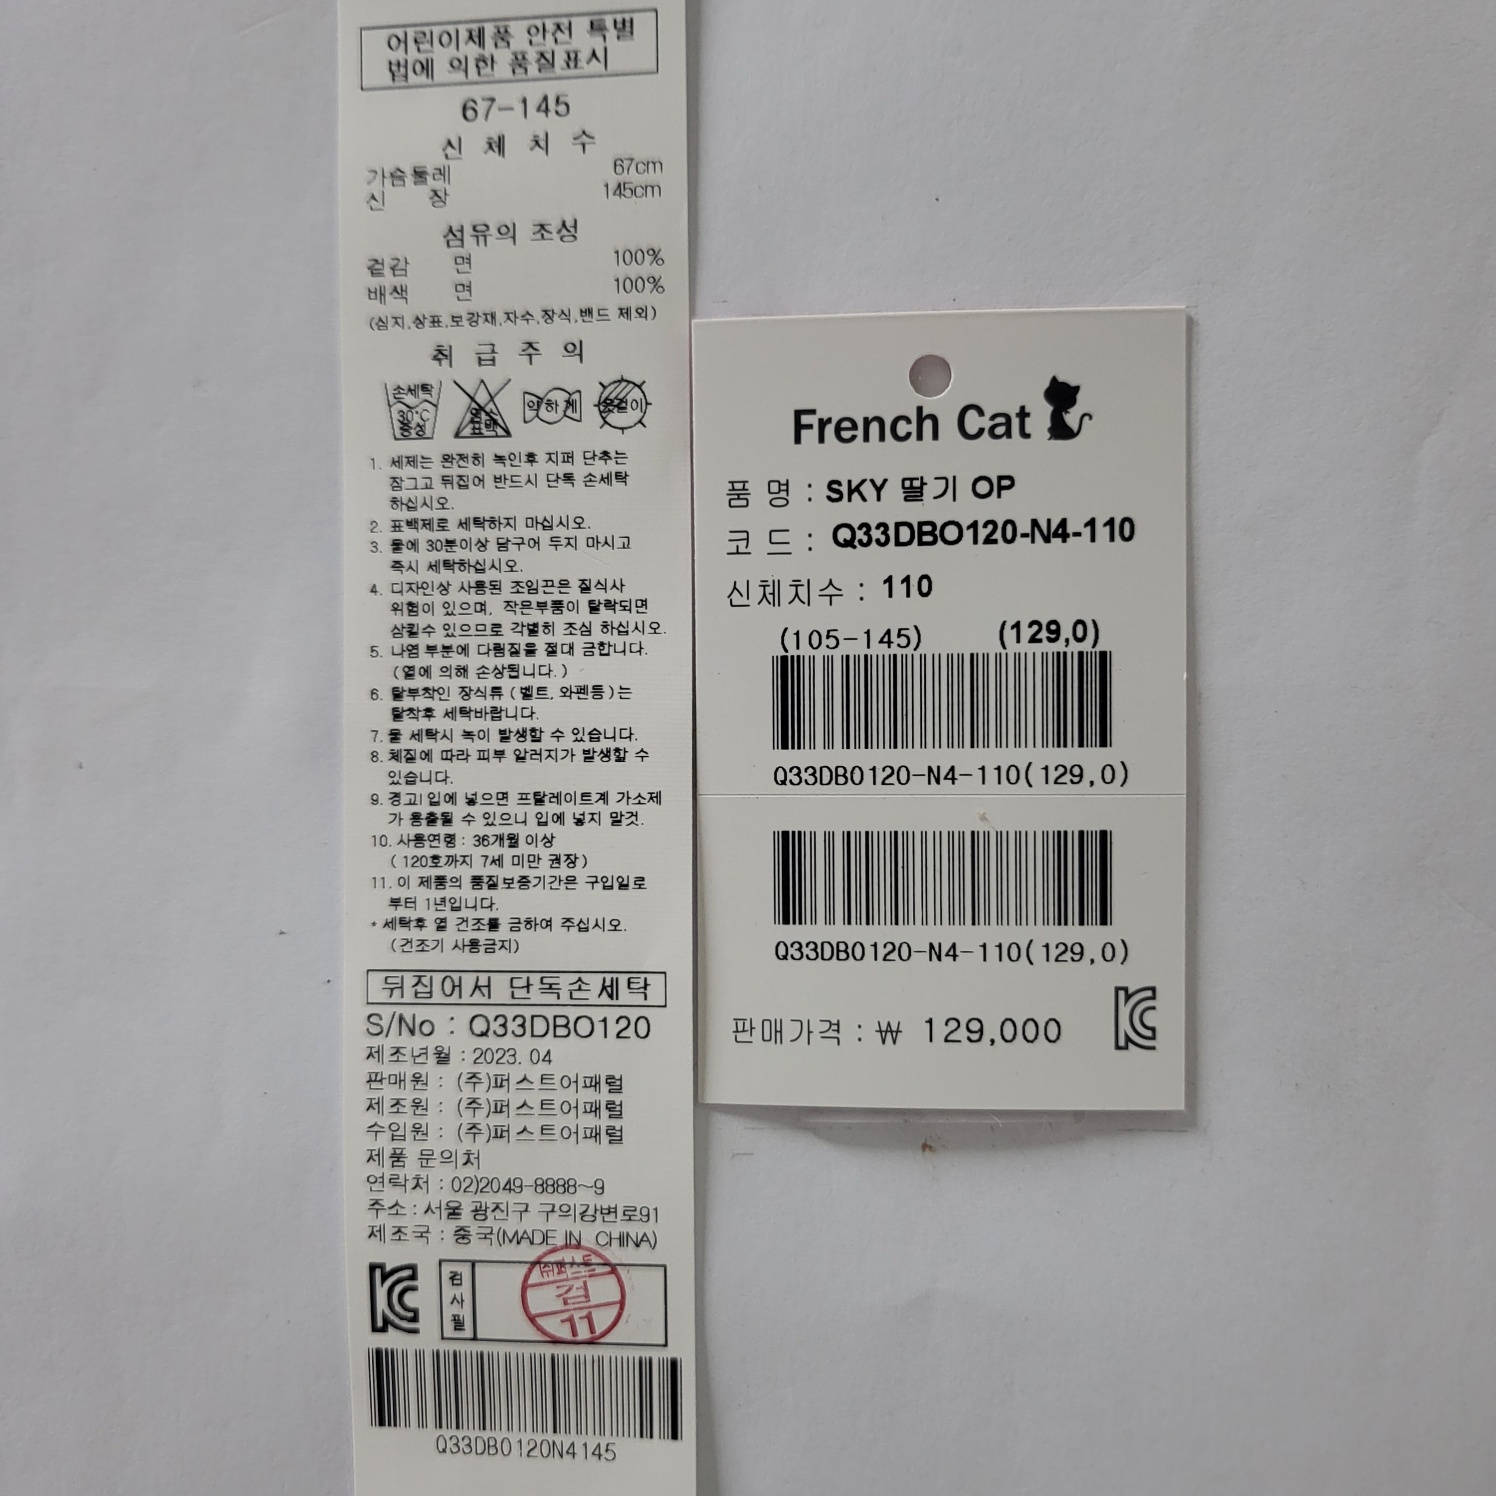 어린이제품 안전 특별
법에 의한 품질표시
67-145
신 체 치 수
가슴둘레 67cm
신 장 145cm
섬유의 조성
겉감 면 100%
배색 면 100%
(심지,상표,보강재,자수,장식,밴드 제외)
취 급 주 의
손세탁 30°C 중성
염소 표백
약하게
옷걸이
1. 세제는 완전히 녹인후 지퍼 단추는
잠그고 뒤집어 반드시 단독 손세탁
하십시오.
2. 표백제로 세탁하지 마십시오.
3. 물에 30분이상 담구어 두지 마시고
즉시 세탁하십시오.
4. 디자인상 사용된 조임끈은 질식사
위험이 있으며, 작은부품이 탈락되면
삼킬수 있으므로 각별히 조심 하십시오.
5. 나염 부분에 다림질을 절대 금합니다.
(열에 의해 손상됩니다.)
6. 탈부착인 장식류 (벨트, 와펜등)는
탈착후 세탁바랍니다.
7. 물 세탁시 녹이 발생할 수 있습니다.
8. 체질에 따라 피부 알러지가 발생할 수
있습니다.
9. 경고! 입에 넣으면 프탈레이트계 가소제
가 용출될 수 있으니 입에 넣지 말것.
10. 사용연령 : 36개월 이상
( 120호까지 7세 미만 권장)
11. 이 제품의 품질보증기간은 구입일로
부터 1년입니다.
* 세탁후 열 건조를 금하여 주십시오.
(건조기 사용금지)
뒤집어서 단독손세탁
S/No : Q33DBO120
제조년월 : 2023. 04
판매원 : (주)퍼스트어패럴
제조원 : (주)퍼스트어패럴
수입원 : (주)퍼스트어패럴
제품 문의처
연락처 : 02)2049-8888~9
주소 : 서울 광진구 구의강변로91
제조국 : 중국(MADE IN CHINA)
KC
검사필
㈜퍼스트
검
11
Q33DBO120N4145
French Cat
품 명 : SKY 딸기 OP
코 드 : Q33DBO120-N4-110
신체치수 : 110
(105-145) (129,0)
Q33DBO120-N4-110(129,0)
Q33DBO120-N4-110(129,0)
판매가격 : ₩ 129,000
KC